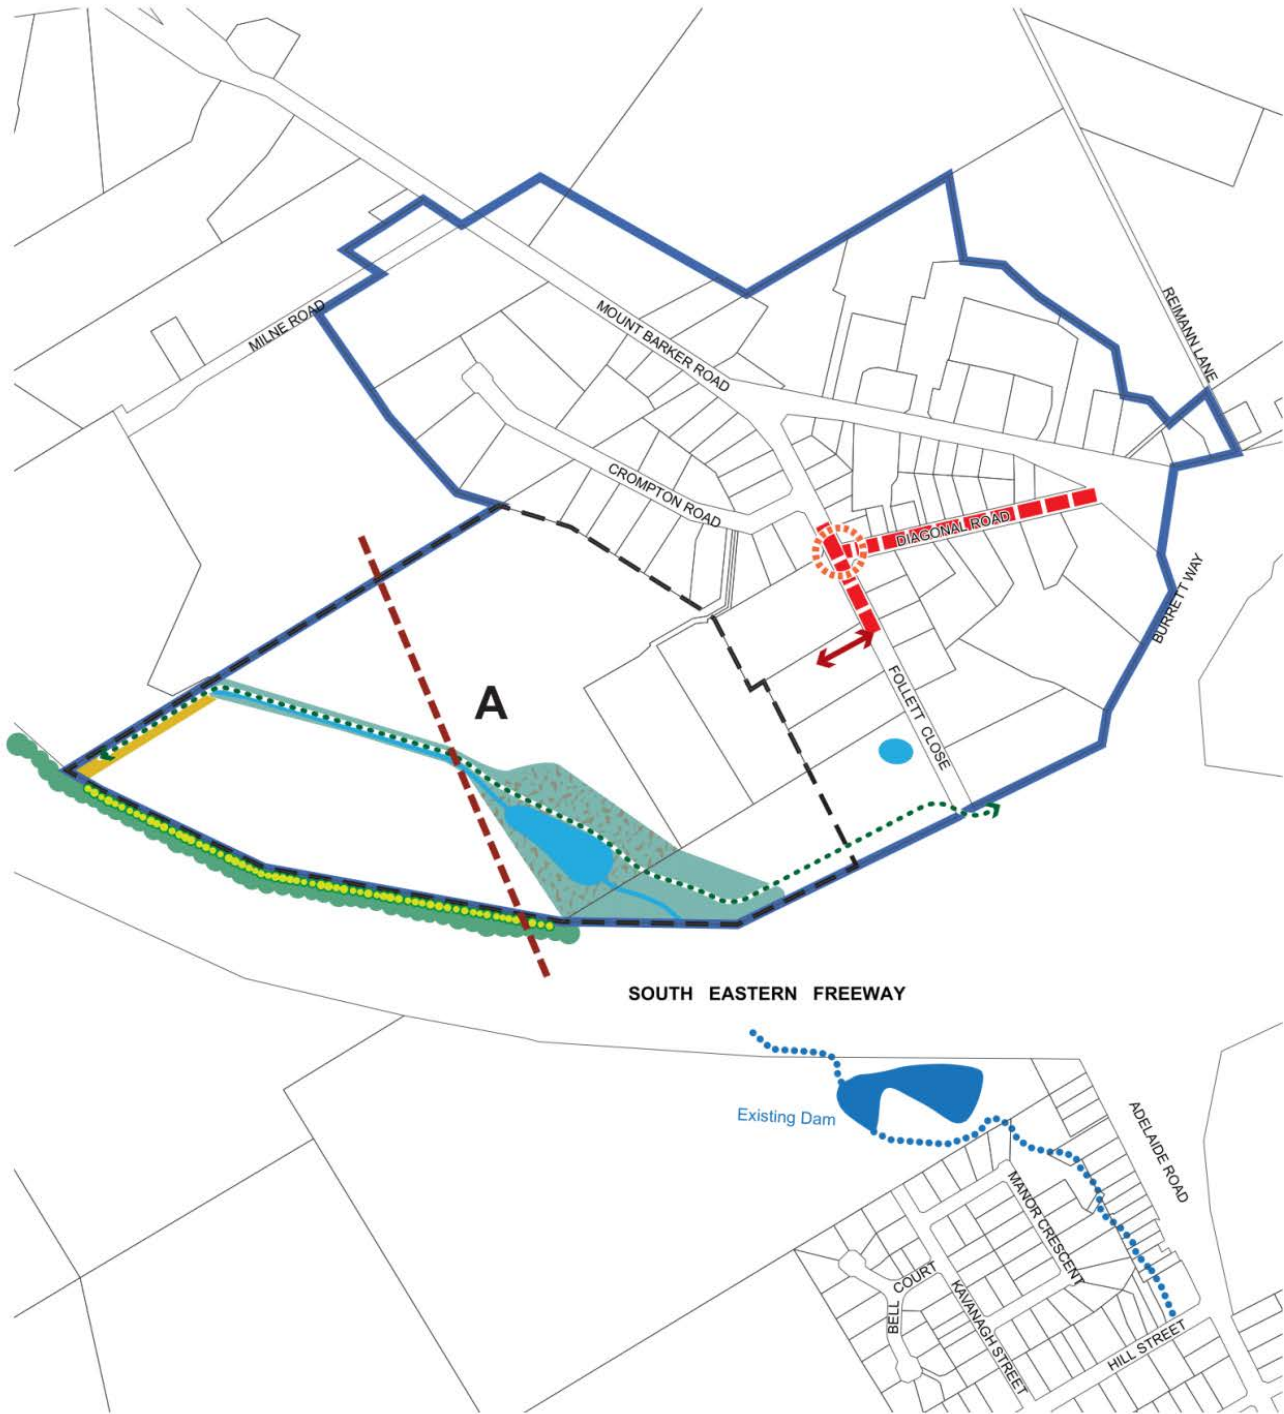 REIMANN LANE
MILNE ROAD
MOUNT BARKER ROAD
CROMPTON ROAD
DIAGONAL ROAD
BURRETT WAY
A
FOLLETT CLOSE
SOUTH EASTERN FREEWAY
Existing Dam
ADELAIDE ROAD
MANOR CRESCENT
BELL COURT
KAVANAGH STREET
HILL STREET